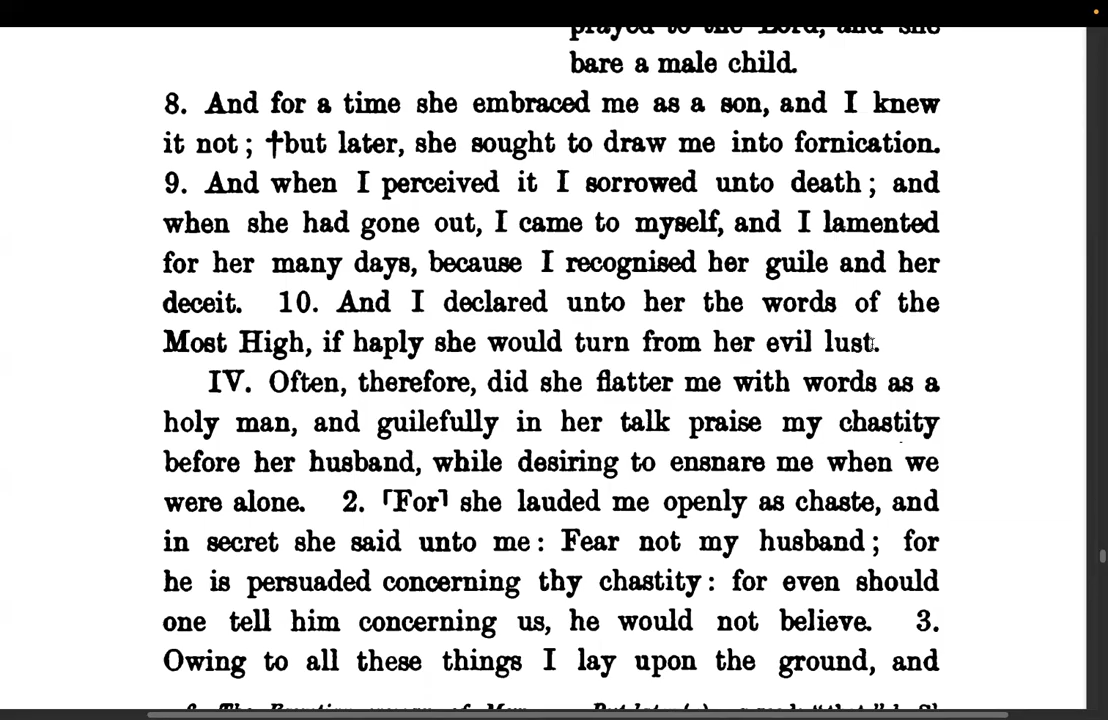 prayed to the Lord, and she
bare a male child.
8. And for a time she embraced me as a son, and I knew
it not; †but later, she sought to draw me into fornication.
9. And when I perceived it I sorrowed unto death; and
when she had gone out, I came to myself, and I lamented
for her many days, because I recognised her guile and her
deceit. 10. And I declared unto her the words of the
Most High, if haply she would turn from her evil lust.
IV. Often, therefore, did she flatter me with words as a
holy man, and guilefully in her talk praise my chastity
before her husband, while desiring to ensnare me when we
were alone. 2. ⌜For⌝ she lauded me openly as chaste, and
in secret she said unto me: Fear not my husband; for
he is persuaded concerning thy chastity: for even should
one tell him concerning us, he would not believe. 3.
Owing to all these things I lay upon the ground, and